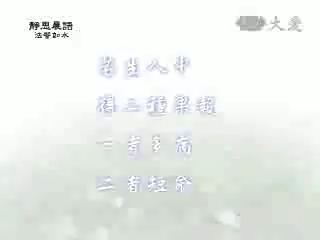 靜思晨語
法譬如水
大愛
若生人中
得二種果報
一者多病
二者短命